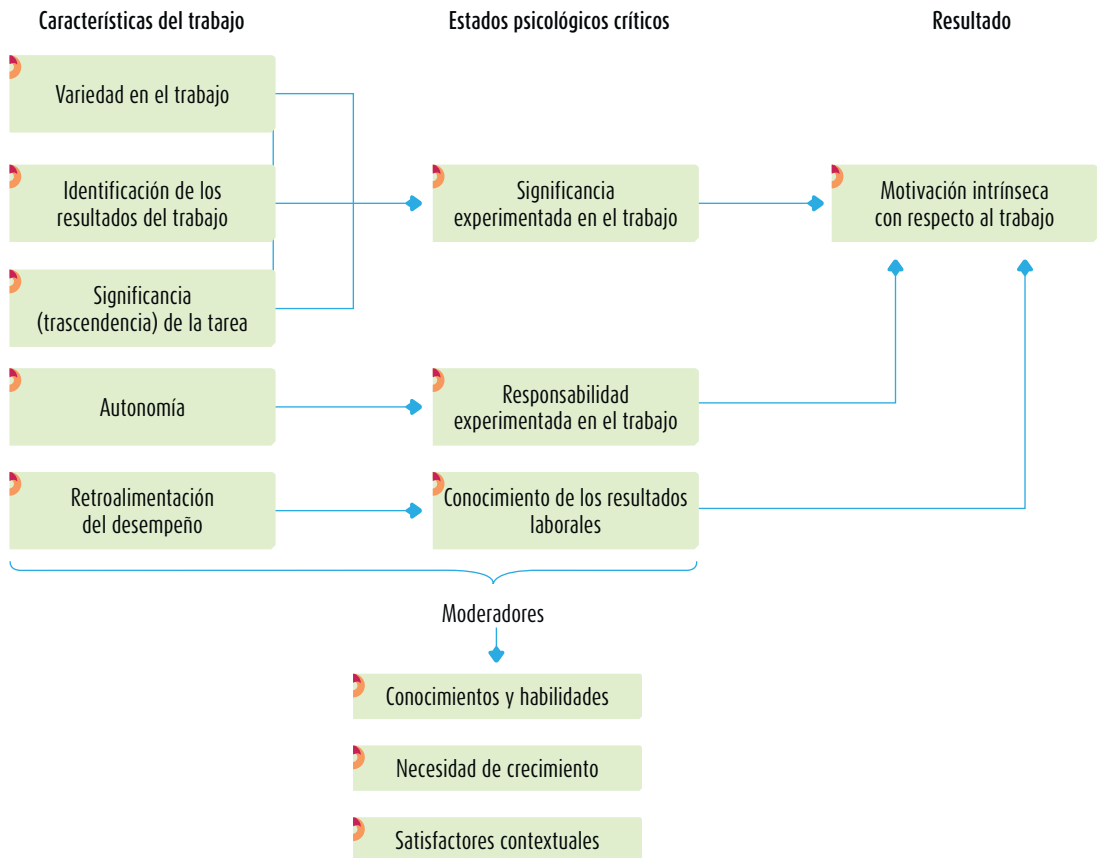 Características del trabajo
Estados psicológicos críticos
Resultado
Variedad en el trabajo
Identificación de los
resultados del trabajo
Significancia
experimentada en el trabajo
Motivación intrínseca
con respecto al trabajo
Significancia
(trascendencia) de la tarea
Autonomía
Responsabilidad
experimentada en el trabajo
Retroalimentación
del desempeño
Conocimiento de los resultados
laborales
Moderadores
Conocimientos y habilidades
Necesidad de crecimiento
Satisfactores contextuales